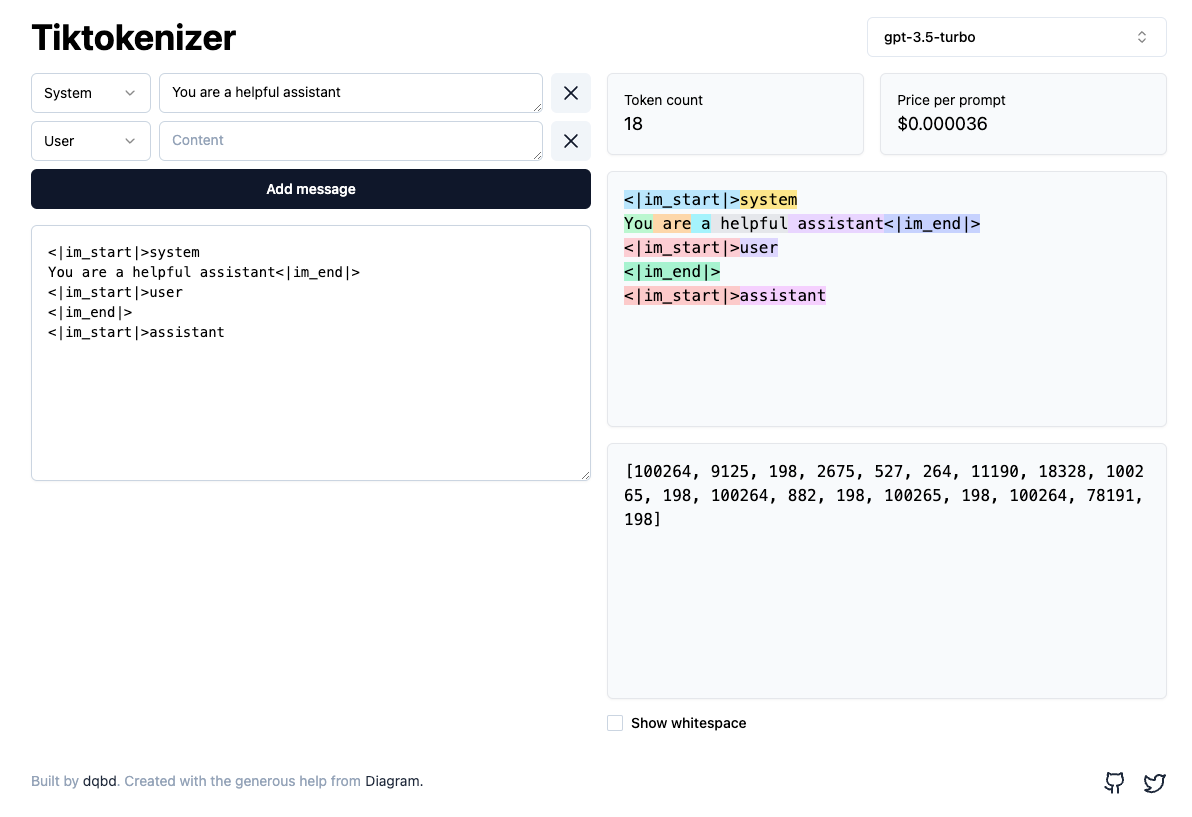 Tiktokenizer
gpt-3.5-turbo
System
You are a helpful assistant
User
Content
Add message
<|im_start|>system
You are a helpful assistant<|im_end|>
<|im_start|>user
<|im_end|>
<|im_start|>assistant
Token count
18
Price per prompt
$0.000036
<|im_start|>system
You are a helpful assistant<|im_end|>
<|im_start|>user
<|im_end|>
<|im_start|>assistant
[100264, 9125, 198, 2675, 527, 264, 11190, 18328, 1002
65, 198, 100264, 882, 198, 100265, 198, 100264, 78191,
198]
Show whitespace
Built by dqbd. Created with the generous help from Diagram.